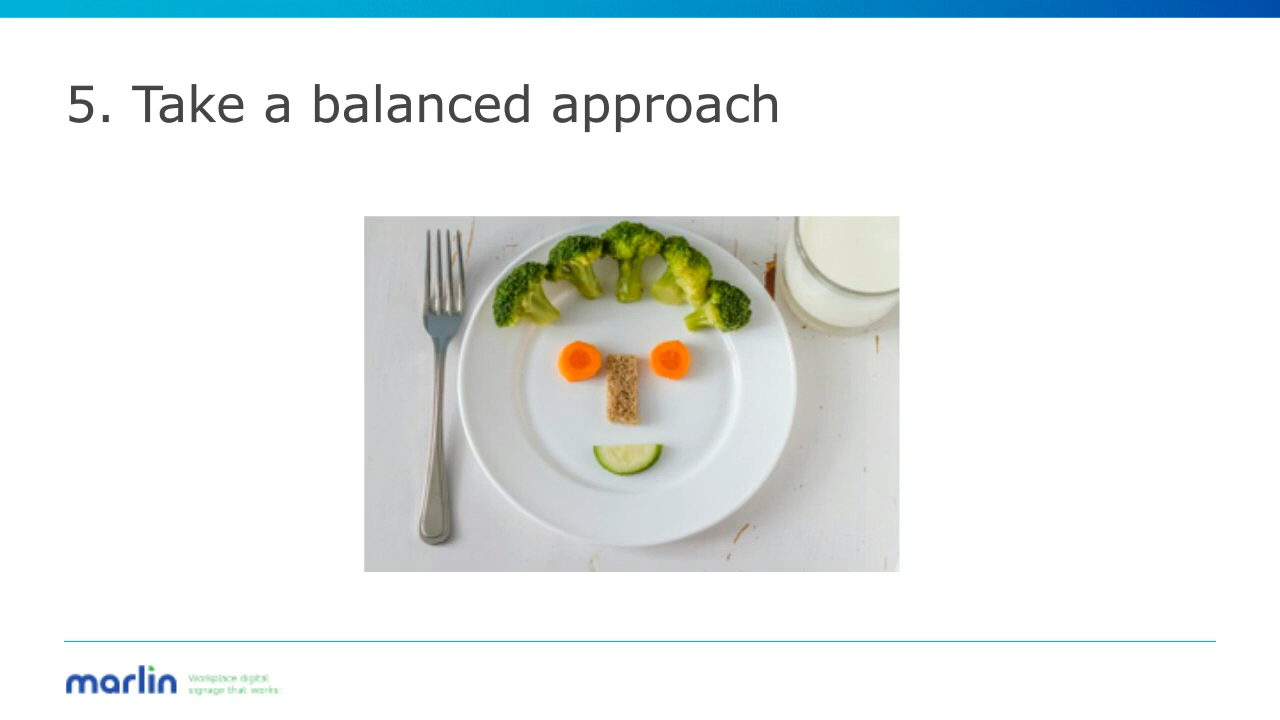 5. Take a balanced approach
marlin
Workplace digital
signage that works.